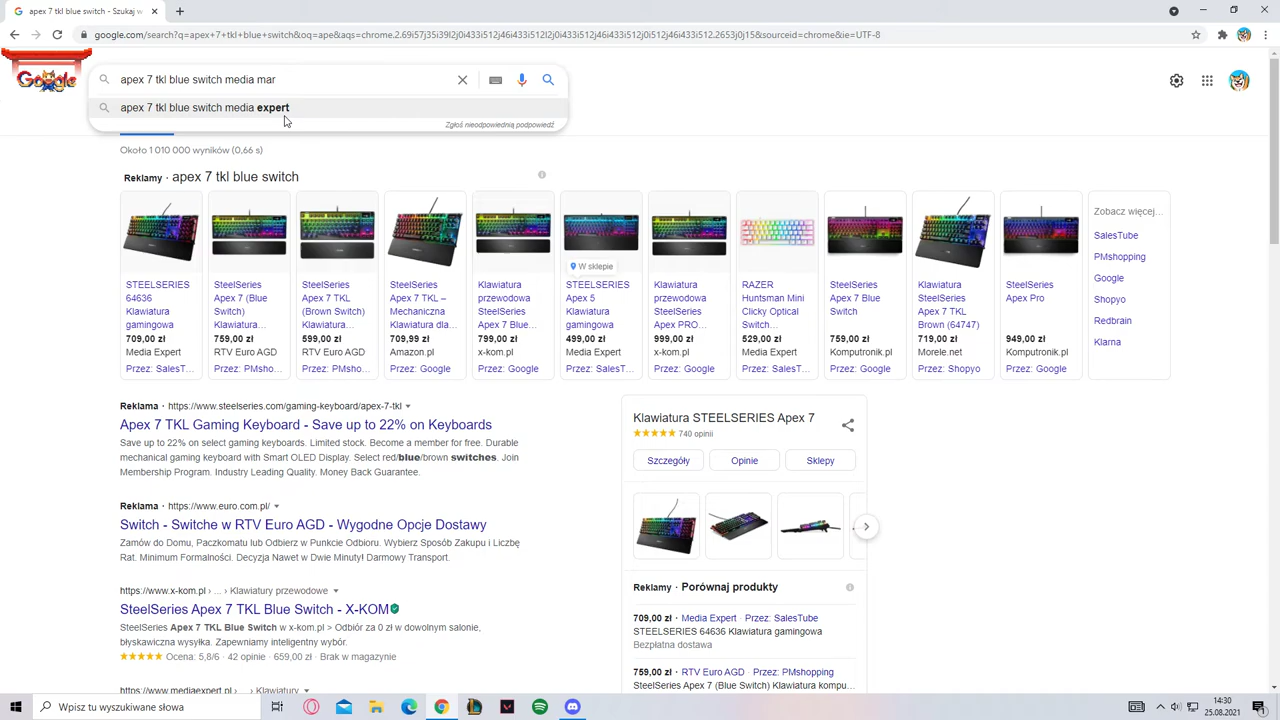 apex 7 tkl blue switch - Szukaj w
google.com/search?q=apex+7+tkl+blue+switch&oq=ape&aqs=chrome.2.69i57j35i39l2j0i433i512j0i433i512j0i433i512j0i433i512.2653j0j15&sourceid=chrome&ie=UTF-8
Google
apex 7 tkl blue switch media mar
apex 7 tkl blue switch media expert
Zgłoś nieodpowiednią podpowiedź
Około 1 010 000 wyników (0,66 s)
Reklamy · apex 7 tkl blue switch
STEELSERIES
64636
Klawiatura
gamingowa
709,00 zł
Media Expert
Przez: SalesT...
SteelSeries
Apex 7 (Blue
Switch)
Klawiatura...
759,00 zł
RTV Euro AGD
Przez: PMsho...
SteelSeries
Apex 7 TKL
(Brown Switch)
Klawiatura...
599,00 zł
RTV Euro AGD
Przez: PMsho...
SteelSeries
Apex 7 TKL –
Mechaniczna
Klawiatura dla...
709,99 zł
Amazon.pl
Przez: Google
Klawiatura
przewodowa
SteelSeries
Apex 7 Blue...
799,00 zł
x-kom.pl
Przez: Google
W sklepie
STEELSERIES
Apex 5
Klawiatura
gamingowa
499,00 zł
Media Expert
Przez: SalesT...
Klawiatura
przewodowa
SteelSeries
Apex PRO...
999,00 zł
x-kom.pl
Przez: Google
RAZER
Huntsman Mini
Clicky Optical
Switch...
529,00 zł
Media Expert
Przez: SalesT...
SteelSeries
Apex 7 Blue
Switch
759,00 zł
Komputronik.pl
Przez: Google
Klawiatura
SteelSeries
Apex 7 TKL
Brown (64747)
719,00 zł
Morele.net
Przez: Shopyo
SteelSeries
Apex Pro
949,00 zł
Komputronik.pl
Przez: Google
Zobacz więcej...
SalesTube
PMshopping
Google
Shopyo
Redbrain
Klarna
Reklama · https://www.steelseries.com/gaming-keyboard/apex-7-tkl
Apex 7 TKL Gaming Keyboard - Save up to 22% on Keyboards
Save up to 22% on select gaming keyboards. Limited stock. Become a member for free. Durable
mechanical gaming keyboard with Smart OLED Display. Select red/blue/brown switches. Join
Membership Program. Industry Leading Quality. Money Back Guarantee.
Reklama · https://www.euro.com.pl/
Switch - Switche w RTV Euro AGD - Wygodne Opcje Dostawy
Zamów do Domu, Paczkomatu lub Odbierz w Punkcie Odbioru. Wybierz Sposób Zakupu i Liczbę
Rat. Minimum Formalności. Decyzja Nawet w Dwie Minuty! Darmowy Transport.
https://www.x-kom.pl › ... › Klawiatury przewodowe
SteelSeries Apex 7 TKL Blue Switch - X-KOM
SteelSeries Apex 7 TKL Blue Switch w x-kom.pl > Odbiór za 0 zł w dowolnym salonie,
błyskawiczna wysyłka. Zapewniamy inteligentny wybór.
Ocena: 5,8/6 · 42 opinie · 659,00 zł · Brak w magazynie
https://www.mediaexpert.pl › ... › Klawiatury
Klawiatura STEELSERIES Apex 7
740 opinii
Szczegóły
Opinie
Sklepy
Reklamy · Porównaj produkty
709,00 zł · Media Expert · Przez: SalesTube
STEELSERIES 64636 Klawiatura gamingowa
Bezpłatna dostawa
759,00 zł · RTV Euro AGD · Przez: PMshopping
SteelSeries Apex 7 (Blue Switch) Klawiatura kompu...
Wpisz tu wyszukiwane słowa
14:30
25.08.2021